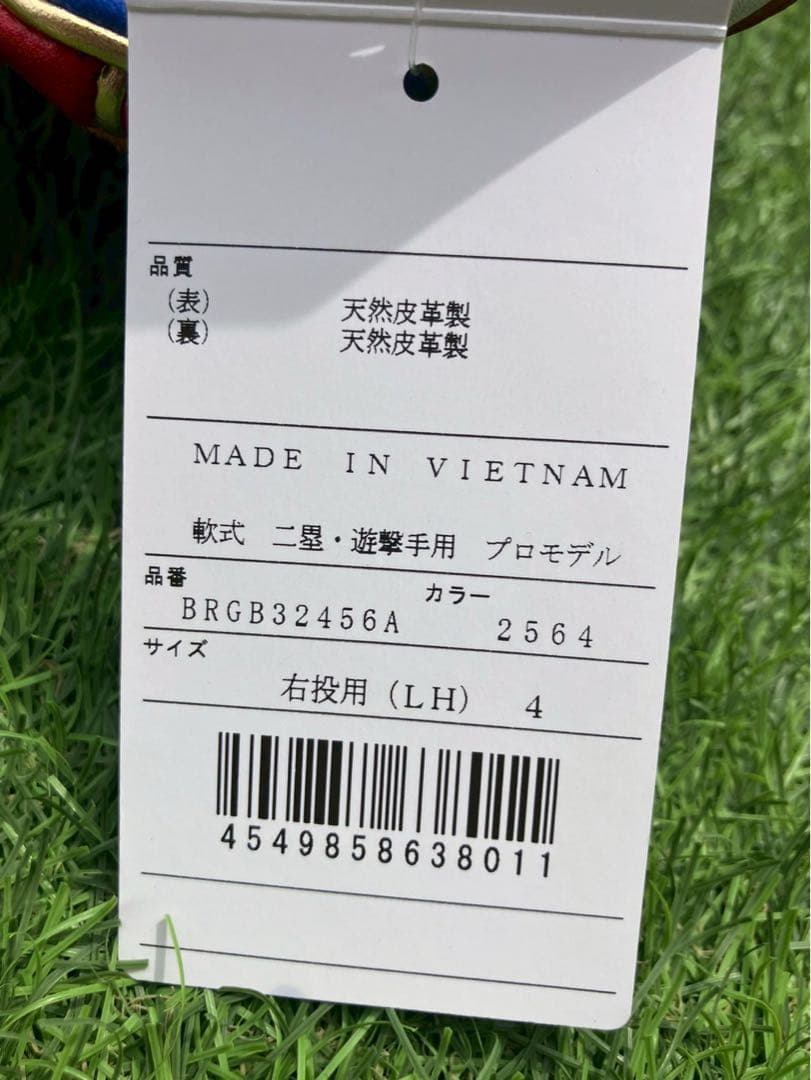 品質
（表） 天然皮革製
（裏） 天然皮革製
MADE IN VIETNAM
軟式 二塁・遊撃手用 プロモデル
品番 カラー
BRGB32456A 2564
サイズ
右投用（LH） 4
4549858638011